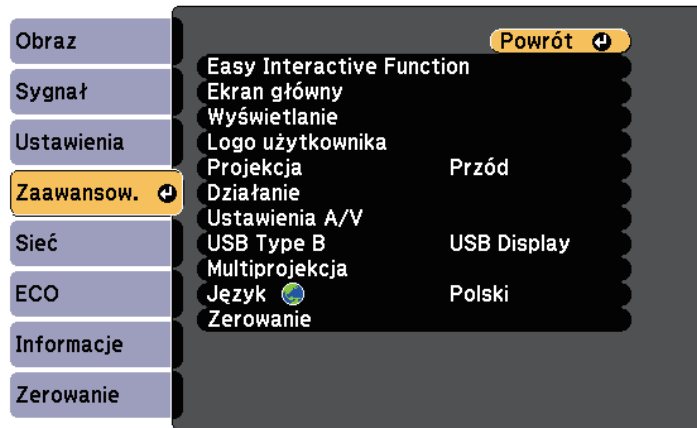 Obraz
Sygnał
Ustawienia
Zaawansow.
Sieć
ECO
Informacje
Zerowanie
Powrót
Easy Interactive Function
Ekran główny
Wyświetlanie
Logo użytkownika
Projekcja Przód
Działanie
Ustawienia A/V
USB Type B USB Display
Multiprojekcja
Język Polski
Zerowanie